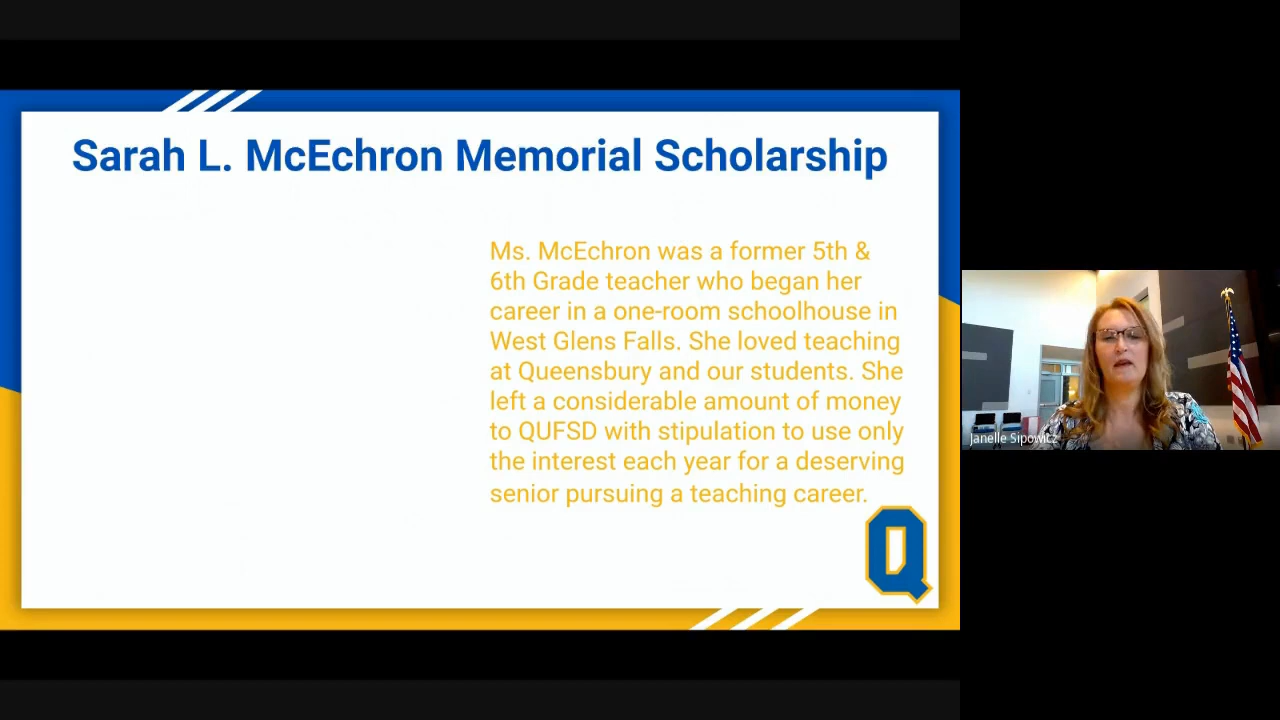 Sarah L. McEchron Memorial Scholarship
Ms. McEchron was a former 5th &
6th Grade teacher who began her
career in a one-room schoolhouse in
West Glens Falls. She loved teaching
at Queensbury and our students. She
left a considerable amount of money
to QUFSD with stipulation to use only
the interest each year for a deserving
senior pursuing a teaching career.
Q
Janelle Sipowitz